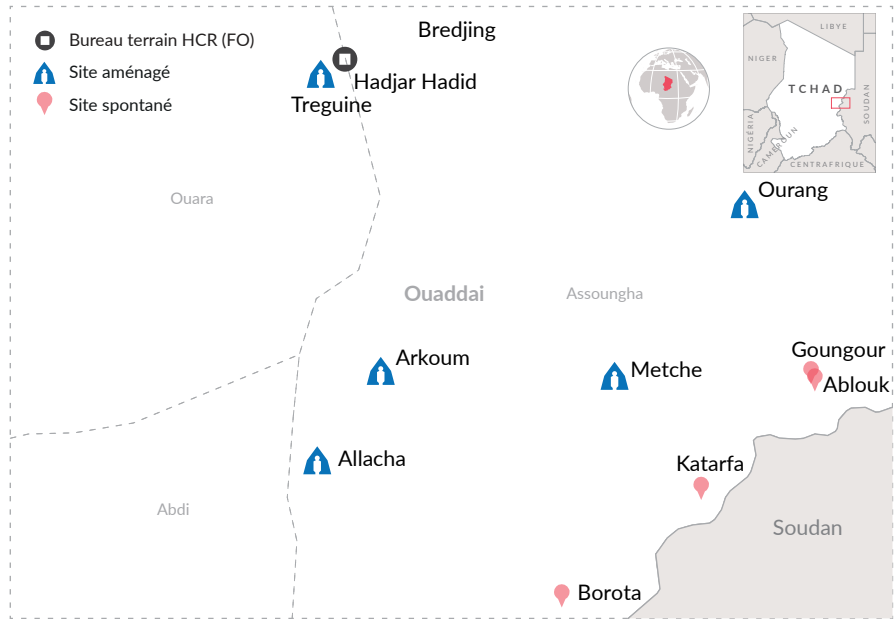 Bureau terrain HCR (FO)
Site aménagé
Site spontané
Bredjing
Hadjar Hadid
Treguine
LIBYE
NIGER
TCHAD
SOUDAN
NIGÉRIA
CAMEROUN
CENTRAFRIQUE
Ourang
Ouara
Ouaddai
Assoungha
Goungour
Arkoum
Metche
Ablouk
Allacha
Katarfa
Abdi
Soudan
Borota